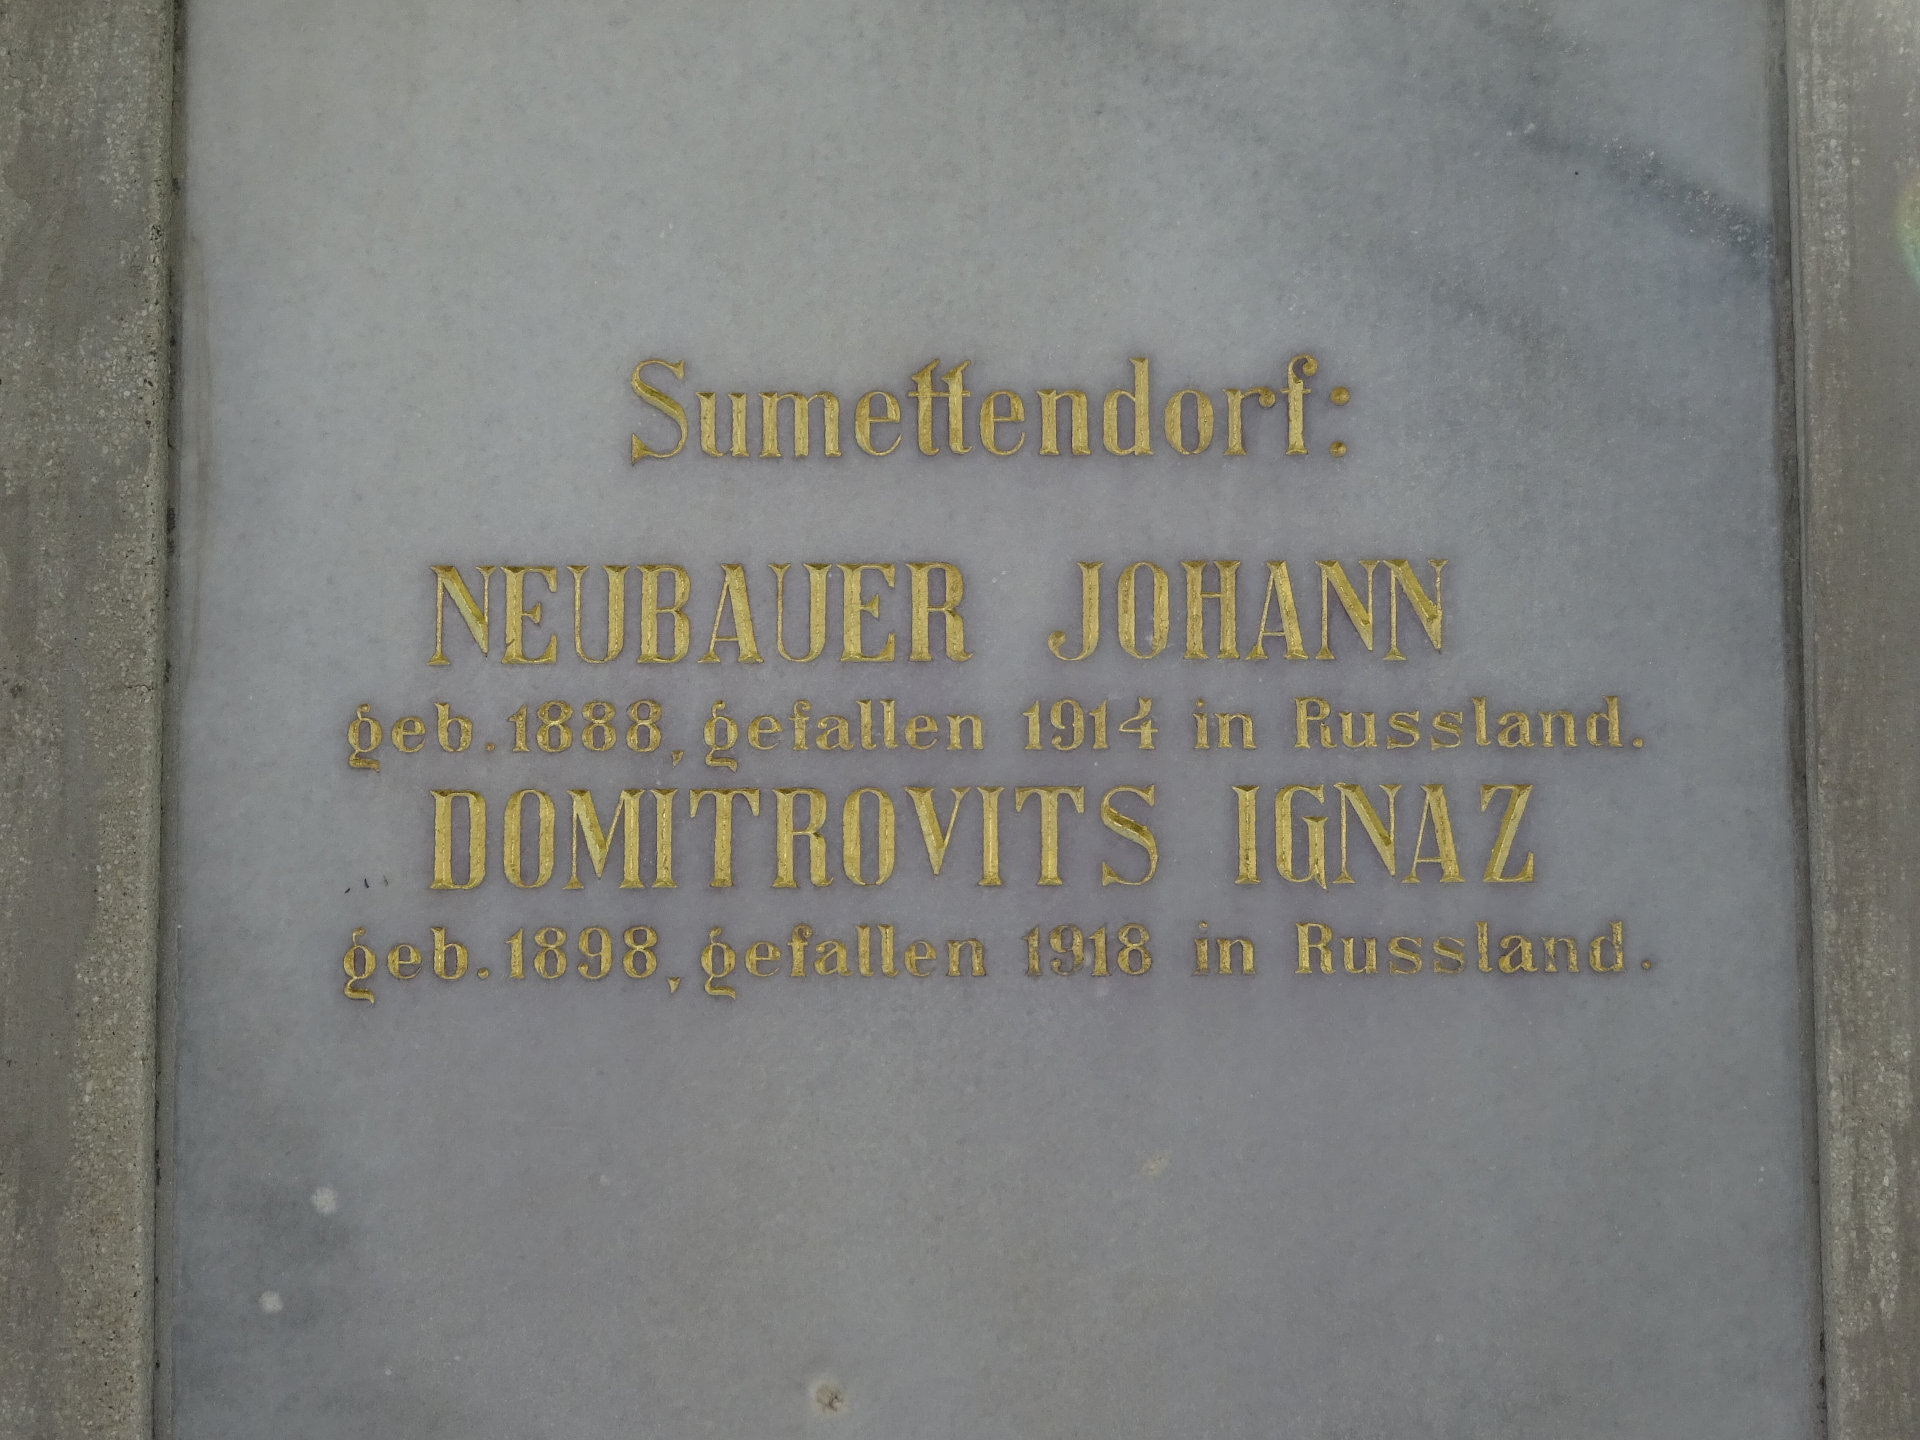 Sumettendorf:
NEUBAUER JOHANN
geb. 1888, gefallen 1914 in Russland.
DOMITROVITS IGNAZ
geb. 1898, gefallen 1918 in Russland.